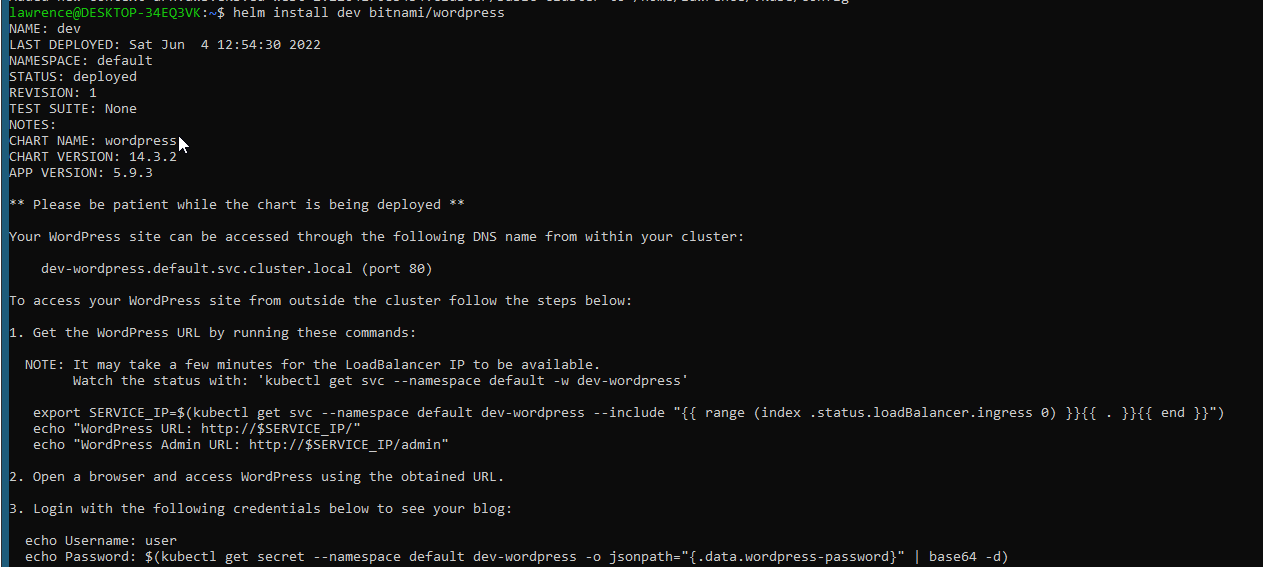 lawrence@DESKTOP-34EQ3VK:~$ helm install dev bitnami/wordpress
NAME: dev
LAST DEPLOYED: Sat Jun  4 12:54:30 2022
NAMESPACE: default
STATUS: deployed
REVISION: 1
TEST SUITE: None
NOTES:
CHART NAME: wordpress
CHART VERSION: 14.3.2
APP VERSION: 5.9.3
** Please be patient while the chart is being deployed **
Your WordPress site can be accessed through the following DNS name from within your cluster:
dev-wordpress.default.svc.cluster.local (port 80)
To access your WordPress site from outside the cluster follow the steps below:
1. Get the WordPress URL by running these commands:
NOTE: It may take a few minutes for the LoadBalancer IP to be available.
Watch the status with: 'kubectl get svc --namespace default -w dev-wordpress'
export SERVICE_IP=$(kubectl get svc --namespace default dev-wordpress --include "{{ range (index .status.loadBalancer.ingress 0) }}{{ . }}{{ end }}")
echo "WordPress URL: http://$SERVICE_IP/"
echo "WordPress Admin URL: http://$SERVICE_IP/admin"
2. Open a browser and access WordPress using the obtained URL.
3. Login with the following credentials below to see your blog:
echo Username: user
echo Password: $(kubectl get secret --namespace default dev-wordpress -o jsonpath="{.data.wordpress-password}" | base64 -d)